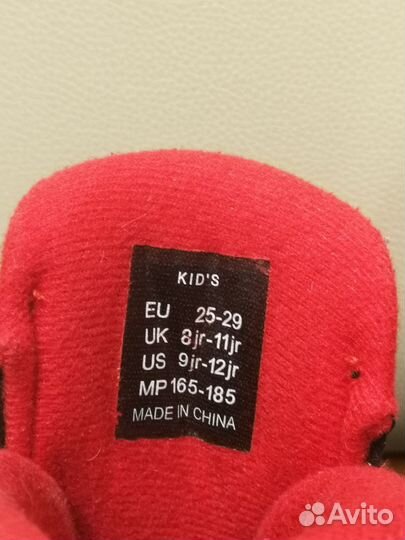 KID'S
EU 25-29
UK 8jr-11jr
US 9jr-12jr
MP 165-185
MADE IN CHINA
Avito